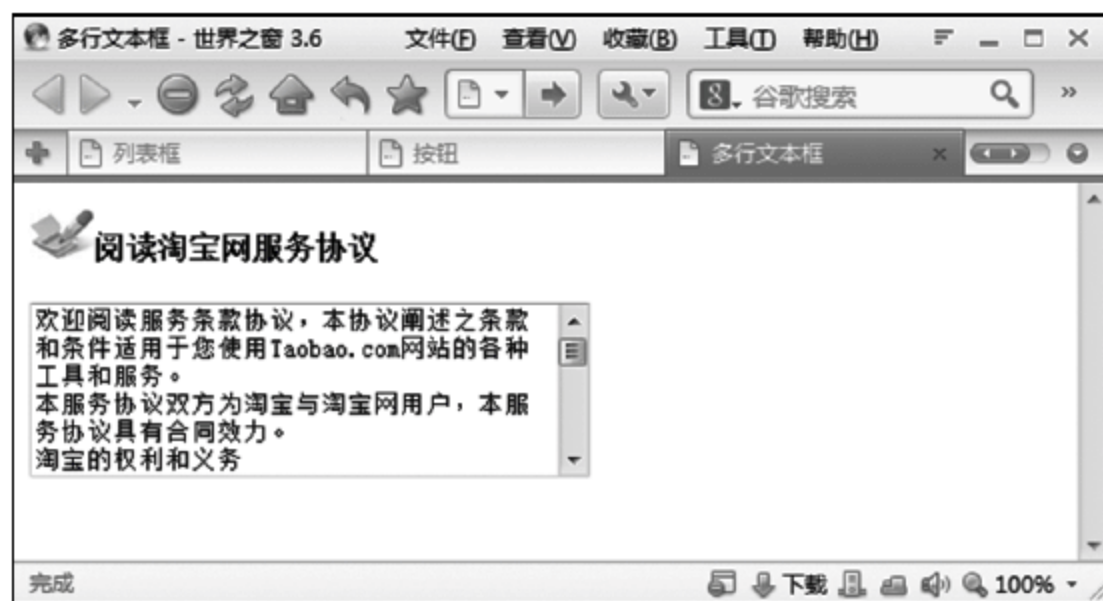 多行文本框 - 世界之窗 3.6 文件(F) 查看(V) 收藏(B) 工具(T) 帮助(H)
谷歌搜索
列表框 按钮 多行文本框
阅读淘宝网服务协议
欢迎阅读服务条款协议，本协议阐述之条款
和条件适用于您使用Taobao.com网站的各种
工具和服务。
本服务协议双方为淘宝与淘宝网用户，本服
务协议具有合同效力。
淘宝的权利和义务
完成 下载 100%